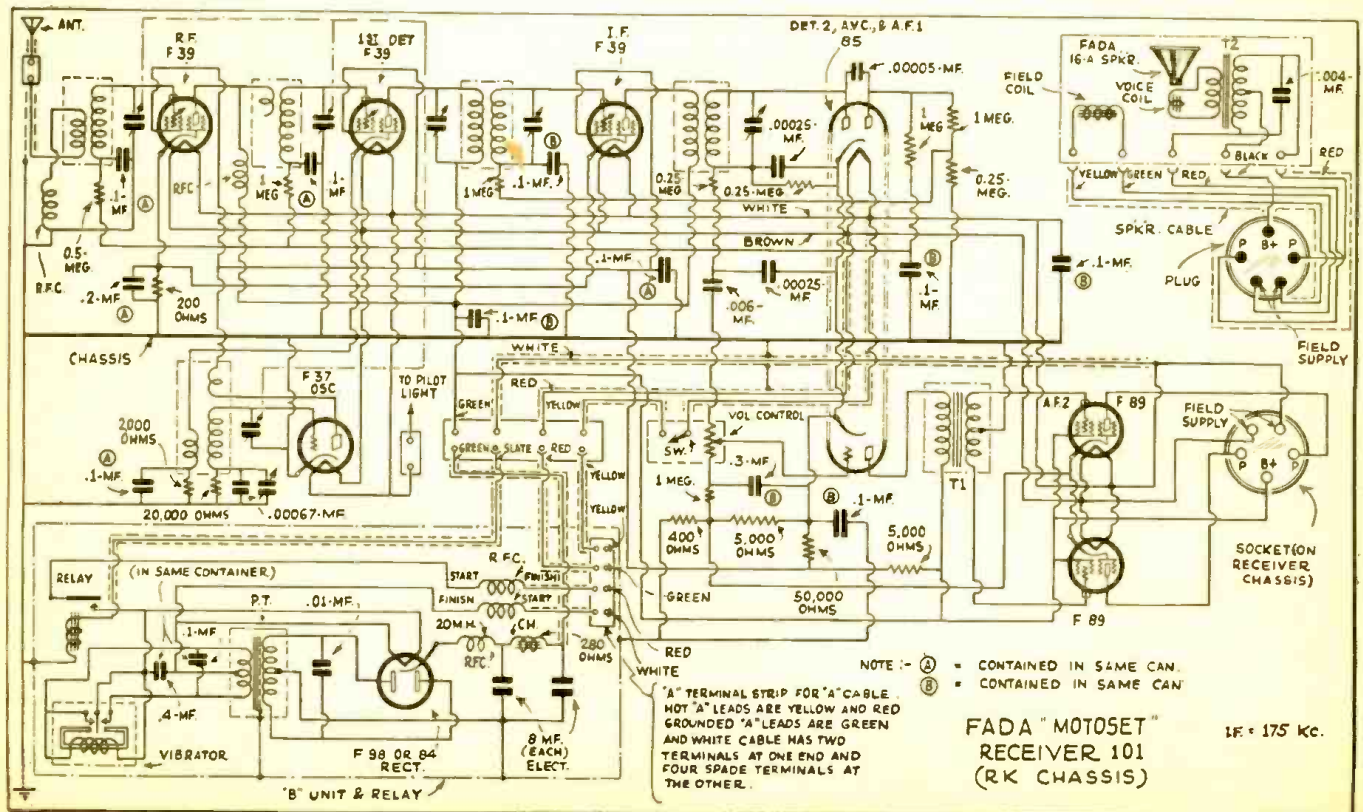 ANT.
R.F.
F 39
1ST DET
F 39
I.F.
F 39
DET. 2, A.V.C., & A.F.1
85
.00005-MF.
FADA
16-A SPKR.
T2
FIELD
COIL
VOICE
COIL
.004-
MF.
1
MEG
1 MEG.
.00025-
MF.
BLACK
RED
YELLOW
GREEN
RED
.1-
MF
Ⓐ
RFC
1
MEG
Ⓐ
.1-
MF
1 MEG
.1-MF.
Ⓑ
0.25-
MEG
0.25-MEG
0.25-
MEG.
WHITE
BROWN
SPKR. CABLE
PLUG
P
B+
P
FIELD
SUPPLY
0.5-
MEG.
R.F.C.
.2-MF.
Ⓐ
200
OHMS
.1-MF.
Ⓐ
.1-MF.
Ⓑ
.006-
MF.
.00025-
MF
Ⓑ
.1-
MF.
.1-MF.
Ⓑ
CHASSIS
WHITE
F 37
OSC
TO PILOT
LIGHT
RED
GREEN
YELLOW
GREEN
SLATE
RED
VOL CONTROL
SW.
A.F.2
F 89
FIELD
SUPPLY
P
B+
P
2,000
OHMS
Ⓐ
.1-MF.
20,000 OHMS
.00067-MF.
YELLOW
YELLOW
.3-MF
Ⓑ
1 MEG.
Ⓑ
.1-MF.
T1
400
OHMS
5,000
OHMS
5,000
OHMS
50,000
OHMS
SOCKET (ON
RECEIVER
CHASSIS)
F 89
(IN SAME CONTAINER)
RELAY
P.T.
.01-MF.
.1-MF
.4-MF.
VIBRATOR
R.F.C.
START
FINISH
FINISH
START
20 M.H.
RFC.
CH.
280
OHMS
GREEN
RED
WHITE
F 98 OR 84
RECT.
8 MF.
(EACH)
ELECT.
"B" UNIT & RELAY
"A" TERMINAL STRIP FOR "A" CABLE.
HOT "A" LEADS ARE YELLOW AND RED
GROUNDED "A" LEADS ARE GREEN
AND WHITE CABLE HAS TWO
TERMINALS AT ONE END AND
FOUR SPADE TERMINALS AT
THE OTHER.
NOTE :- Ⓐ = CONTAINED IN SAME CAN.
Ⓑ = CONTAINED IN SAME CAN
FADA "MOTOSET"
RECEIVER 101
(RK CHASSIS)
I.F. = 175 KC.